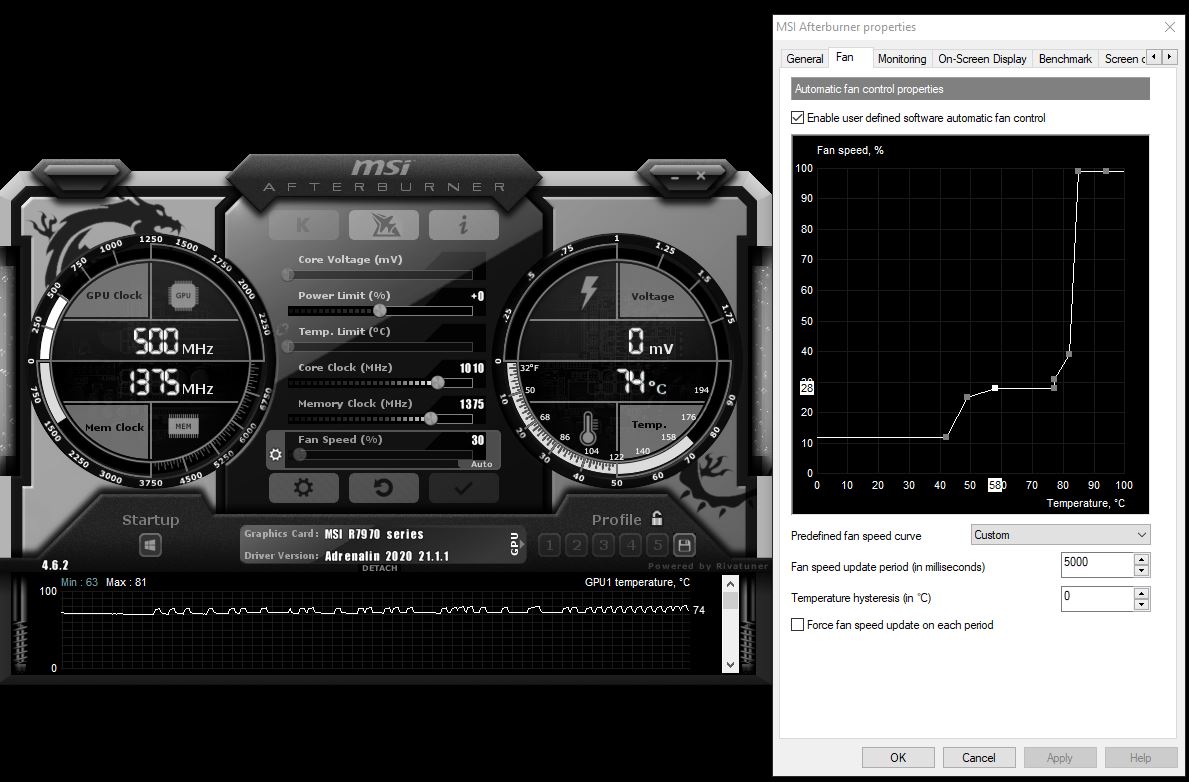 MSI Afterburner properties
General Fan Monitoring On-Screen Display Benchmark Screen c
Automatic fan control properties
Enable user defined software automatic fan control
Fan speed, %
100
90
80
70
60
50
40
28
20
10
0
0 10 20 30 40 50 58 70 80 90 100
Temperature, °C
Predefined fan speed curve Custom
Fan speed update period (in milliseconds) 5000
Temperature hysteresis (in °C) 0
Force fan speed update on each period
OK Cancel Apply Help
msi
AFTERBURNER
K i
Core Voltage (mV)
Power Limit (%) +0
Temp. Limit (°C)
Core Clock (MHz) 1010
Memory Clock (MHz) 1375
Fan Speed (%) 30
Auto
0 250 500 750 1000 1250 1500 1750 2000 2250
GPU Clock GPU
500 MHz
1375 MHz
Mem Clock MEM
750 1500 2250 3000 3750 4500 5250 6000 6750
0 .25 .5 .75 1 1.25 1.5 1.75
Voltage
0 mV
74 °C
Temp.
32°F 50 68 86 104 122 140 158 176 194
10 20 30 40 50 60 70 80 90
Startup
Graphics Card: MSI R7970 series
Driver Version: Adrenalin 2020 21.1.1
GPU
DETACH
Profile
1 2 3 4 5
Powered by Rivatuner
4.6.2
Min : 63 Max : 81 GPU1 temperature, °C
100
74
0